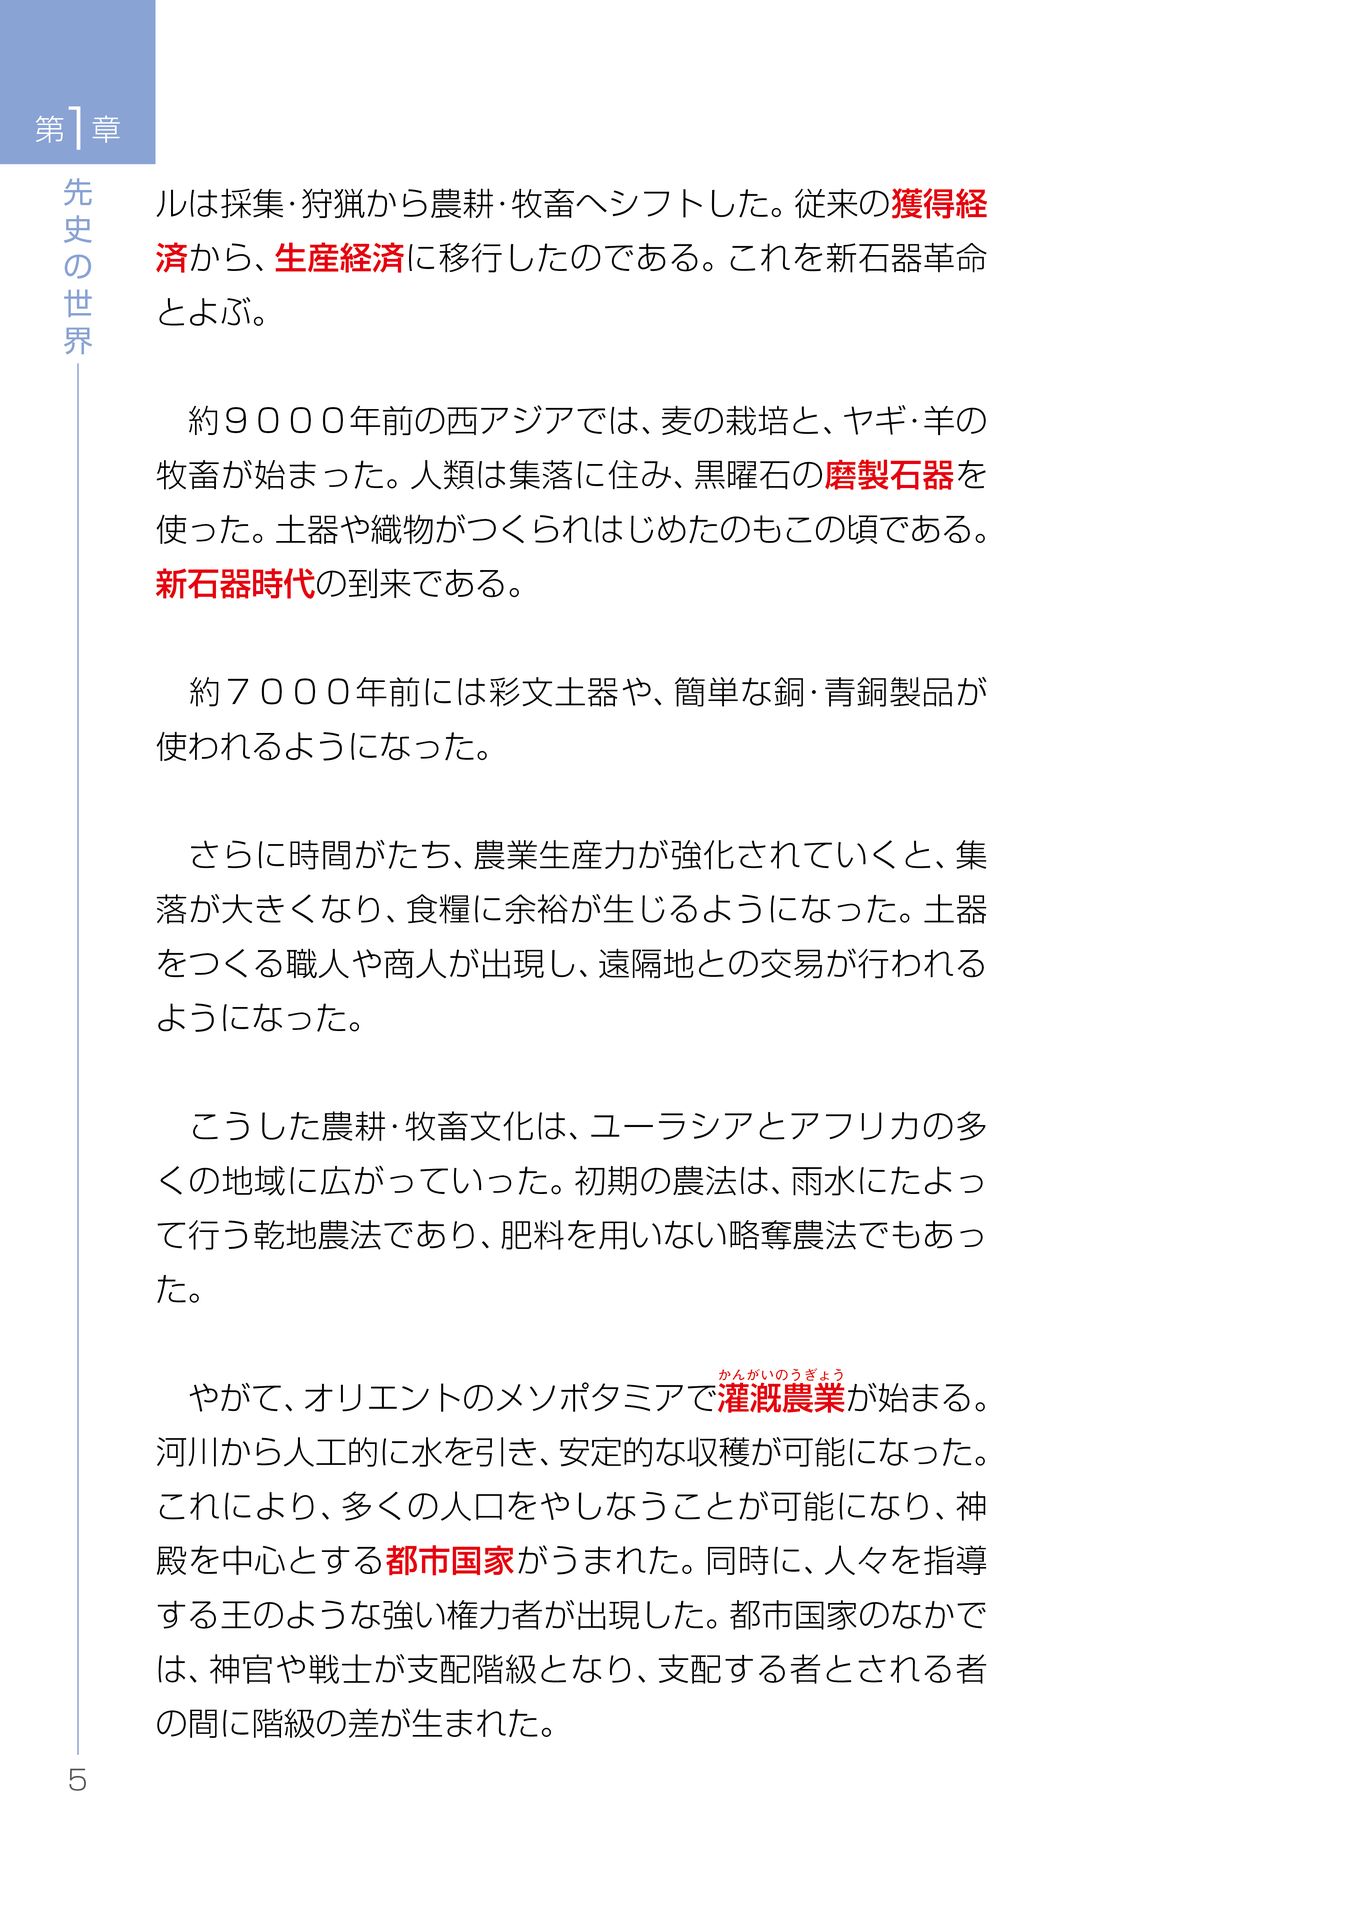 第1章
先史の世界
ルは採集・狩猟から農耕・牧畜へシフトした。従来の獲得経
済から、生産経済に移行したのである。これを新石器革命
とよぶ。
約９０００年前の西アジアでは、麦の栽培と、ヤギ・羊の
牧畜が始まった。人類は集落に住み、黒曜石の磨製石器を
使った。土器や織物がつくられはじめたのもこの頃である。
新石器時代の到来である。
約７０００年前には彩文土器や、簡単な銅・青銅製品が
使われるようになった。
さらに時間がたち、農業生産力が強化されていくと、集
落が大きくなり、食糧に余裕が生じるようになった。土器
をつくる職人や商人が出現し、遠隔地との交易が行われる
ようになった。
こうした農耕・牧畜文化は、ユーラシアとアフリカの多
くの地域に広がっていった。初期の農法は、雨水にたよっ
て行う乾地農法であり、肥料を用いない略奪農法でもあっ
た。
かんがいのうぎょう
やがて、オリエントのメソポタミアで灌漑農業が始まる。
河川から人工的に水を引き、安定的な収穫が可能になった。
これにより、多くの人口をやしなうことが可能になり、神
殿を中心とする都市国家がうまれた。同時に、人々を指導
する王のような強い権力者が出現した。都市国家のなかで
は、神官や戦士が支配階級となり、支配する者とされる者
の間に階級の差が生まれた。
5